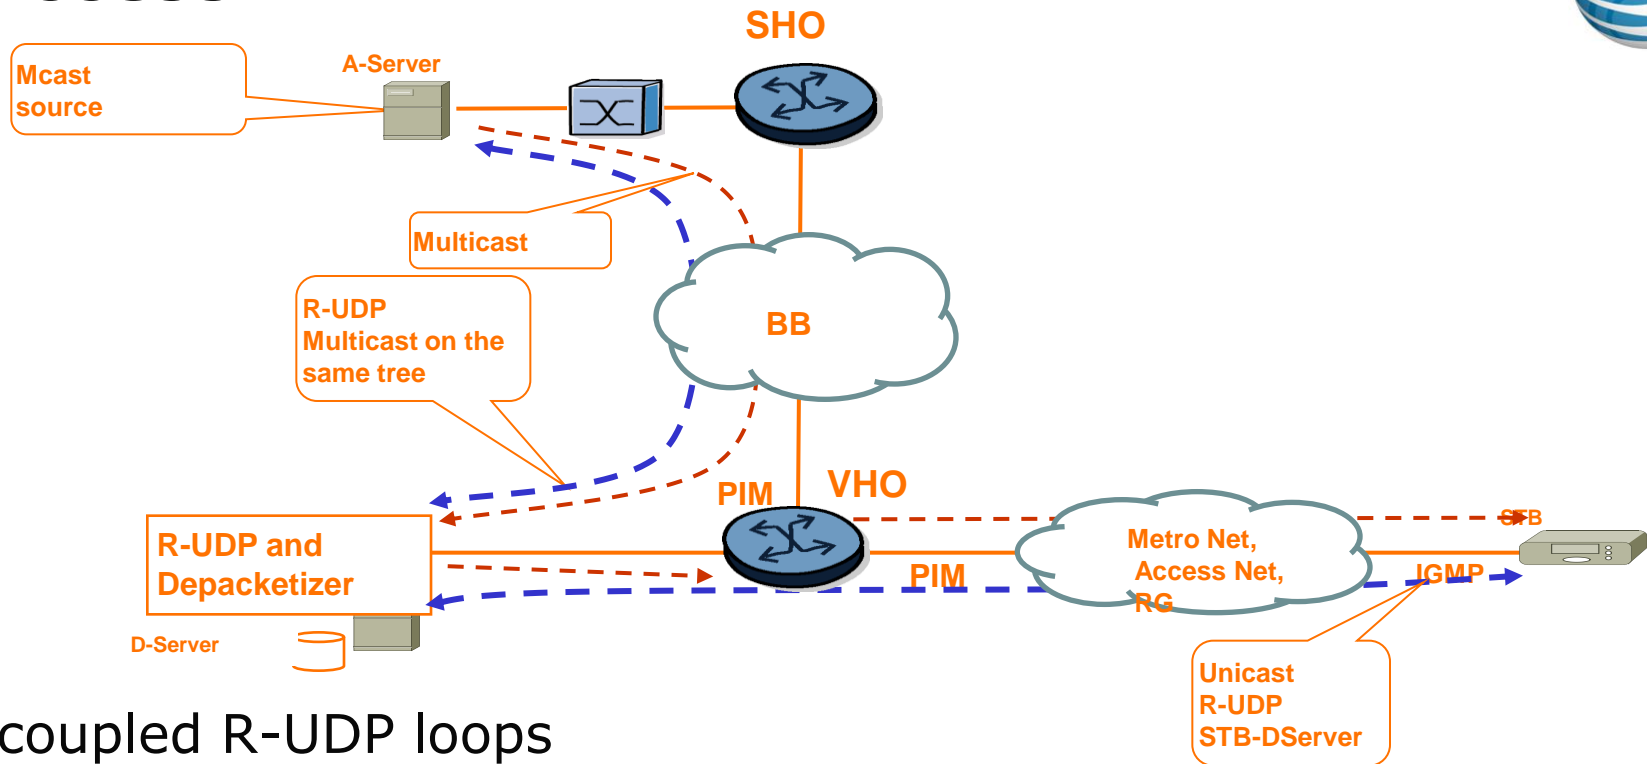 SHO
A-Server
Mcast
source
Multicast
R-UDP
Multicast on the
same tree
BB
PIM
VHO
R-UDP and
Depacketizer
PIM
Metro Net,
Access Net,
RG
STB
IGMP
D-Server
Unicast
R-UDP
STB-DServer
coupled R-UDP loops